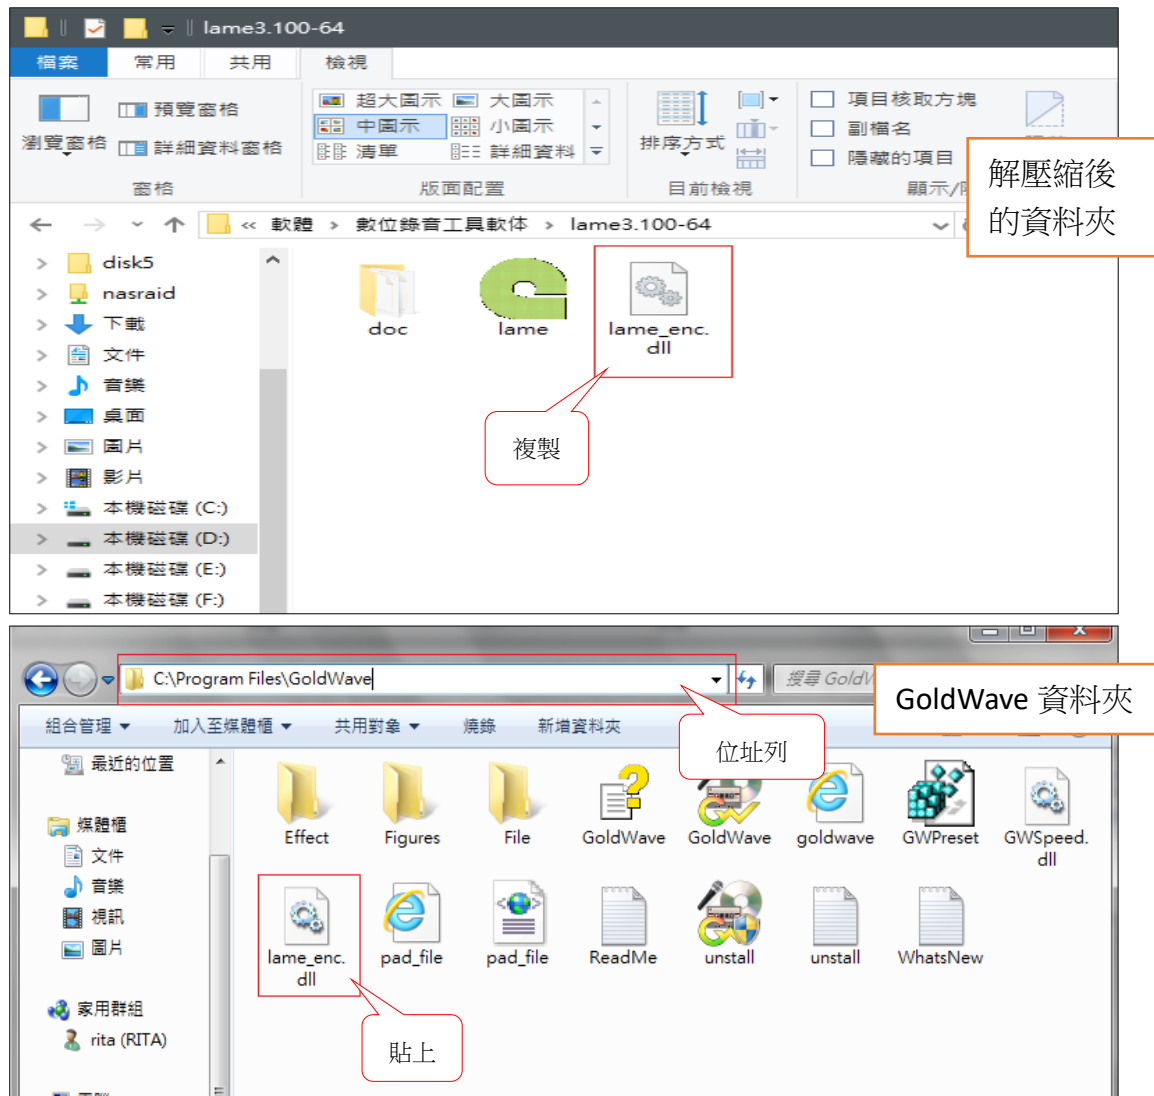 lame3.100-64
檔案 常用 共用 檢視
預覽窗格
詳細資料窗格
瀏覽窗格
超大圖示 大圖示
中圖示 小圖示
清單 詳細資料
排序方式
項目核取方塊
副檔名
隱藏的項目
窗格 版面配置 目前檢視 顯示/
解壓縮後
的資料夾
« 軟體 > 數位錄音工具軟体 > lame3.100-64
disk5
nasraid
下載
文件
音樂
桌面
圖片
影片
本機磁碟 (C:)
本機磁碟 (D:)
本機磁碟 (E:)
本機磁碟 (F:)
doc
lame
lame_enc.
dll
複製
C:\Program Files\GoldWave
搜尋 GoldW
GoldWave 資料夾
組合管理 加入至媒體櫃 共用對象 燒錄 新增資料夾
位址列
最近的位置
媒體櫃
文件
音樂
視訊
圖片
家用群組
rita (RITA)
Effect
Figures
File
GoldWave
GoldWave
goldwave
GWPreset
GWSpeed.
dll
lame_enc.
dll
pad_file
pad_file
ReadMe
unstall
unstall
WhatsNew
貼上